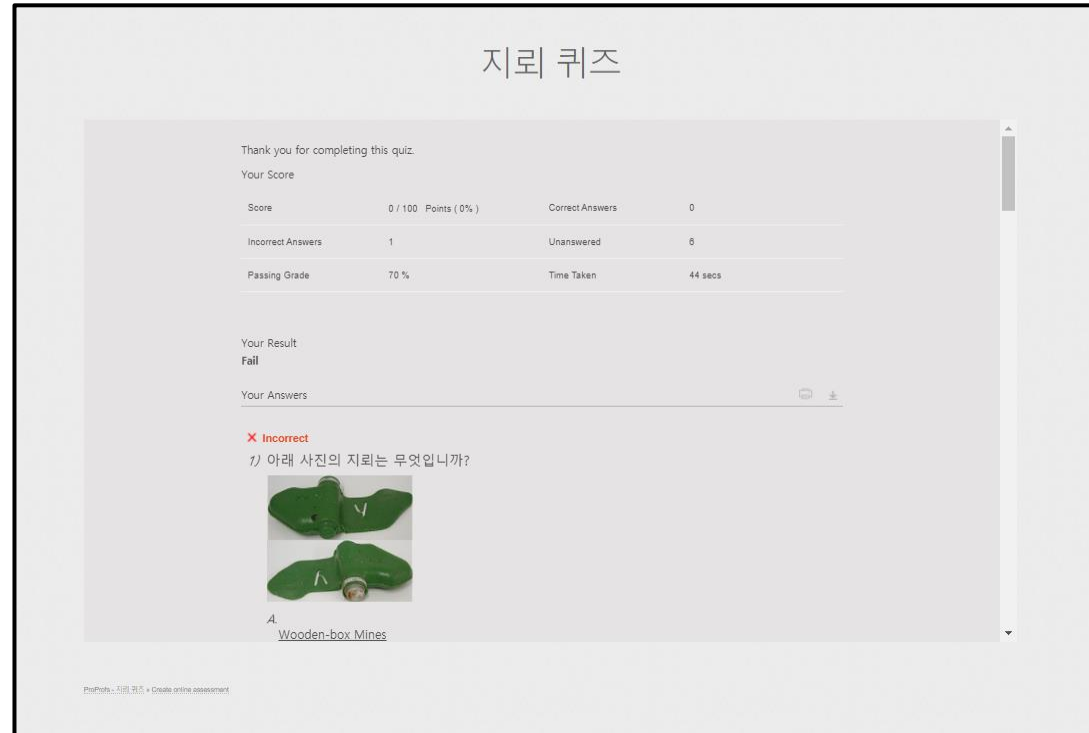 지뢰 퀴즈
Thank you for completing this quiz.
Your Score
Score 0 / 100 Points ( 0% ) Correct Answers 0
Incorrect Answers 1 Unanswered 6
Passing Grade 70 % Time Taken 44 secs
Your Result
Fail
Your Answers
Incorrect
1) 아래 사진의 지뢰는 무엇입니까?
A.
Wooden-box Mines
ProProfs - 지뢰 퀴즈 » Create online assessment